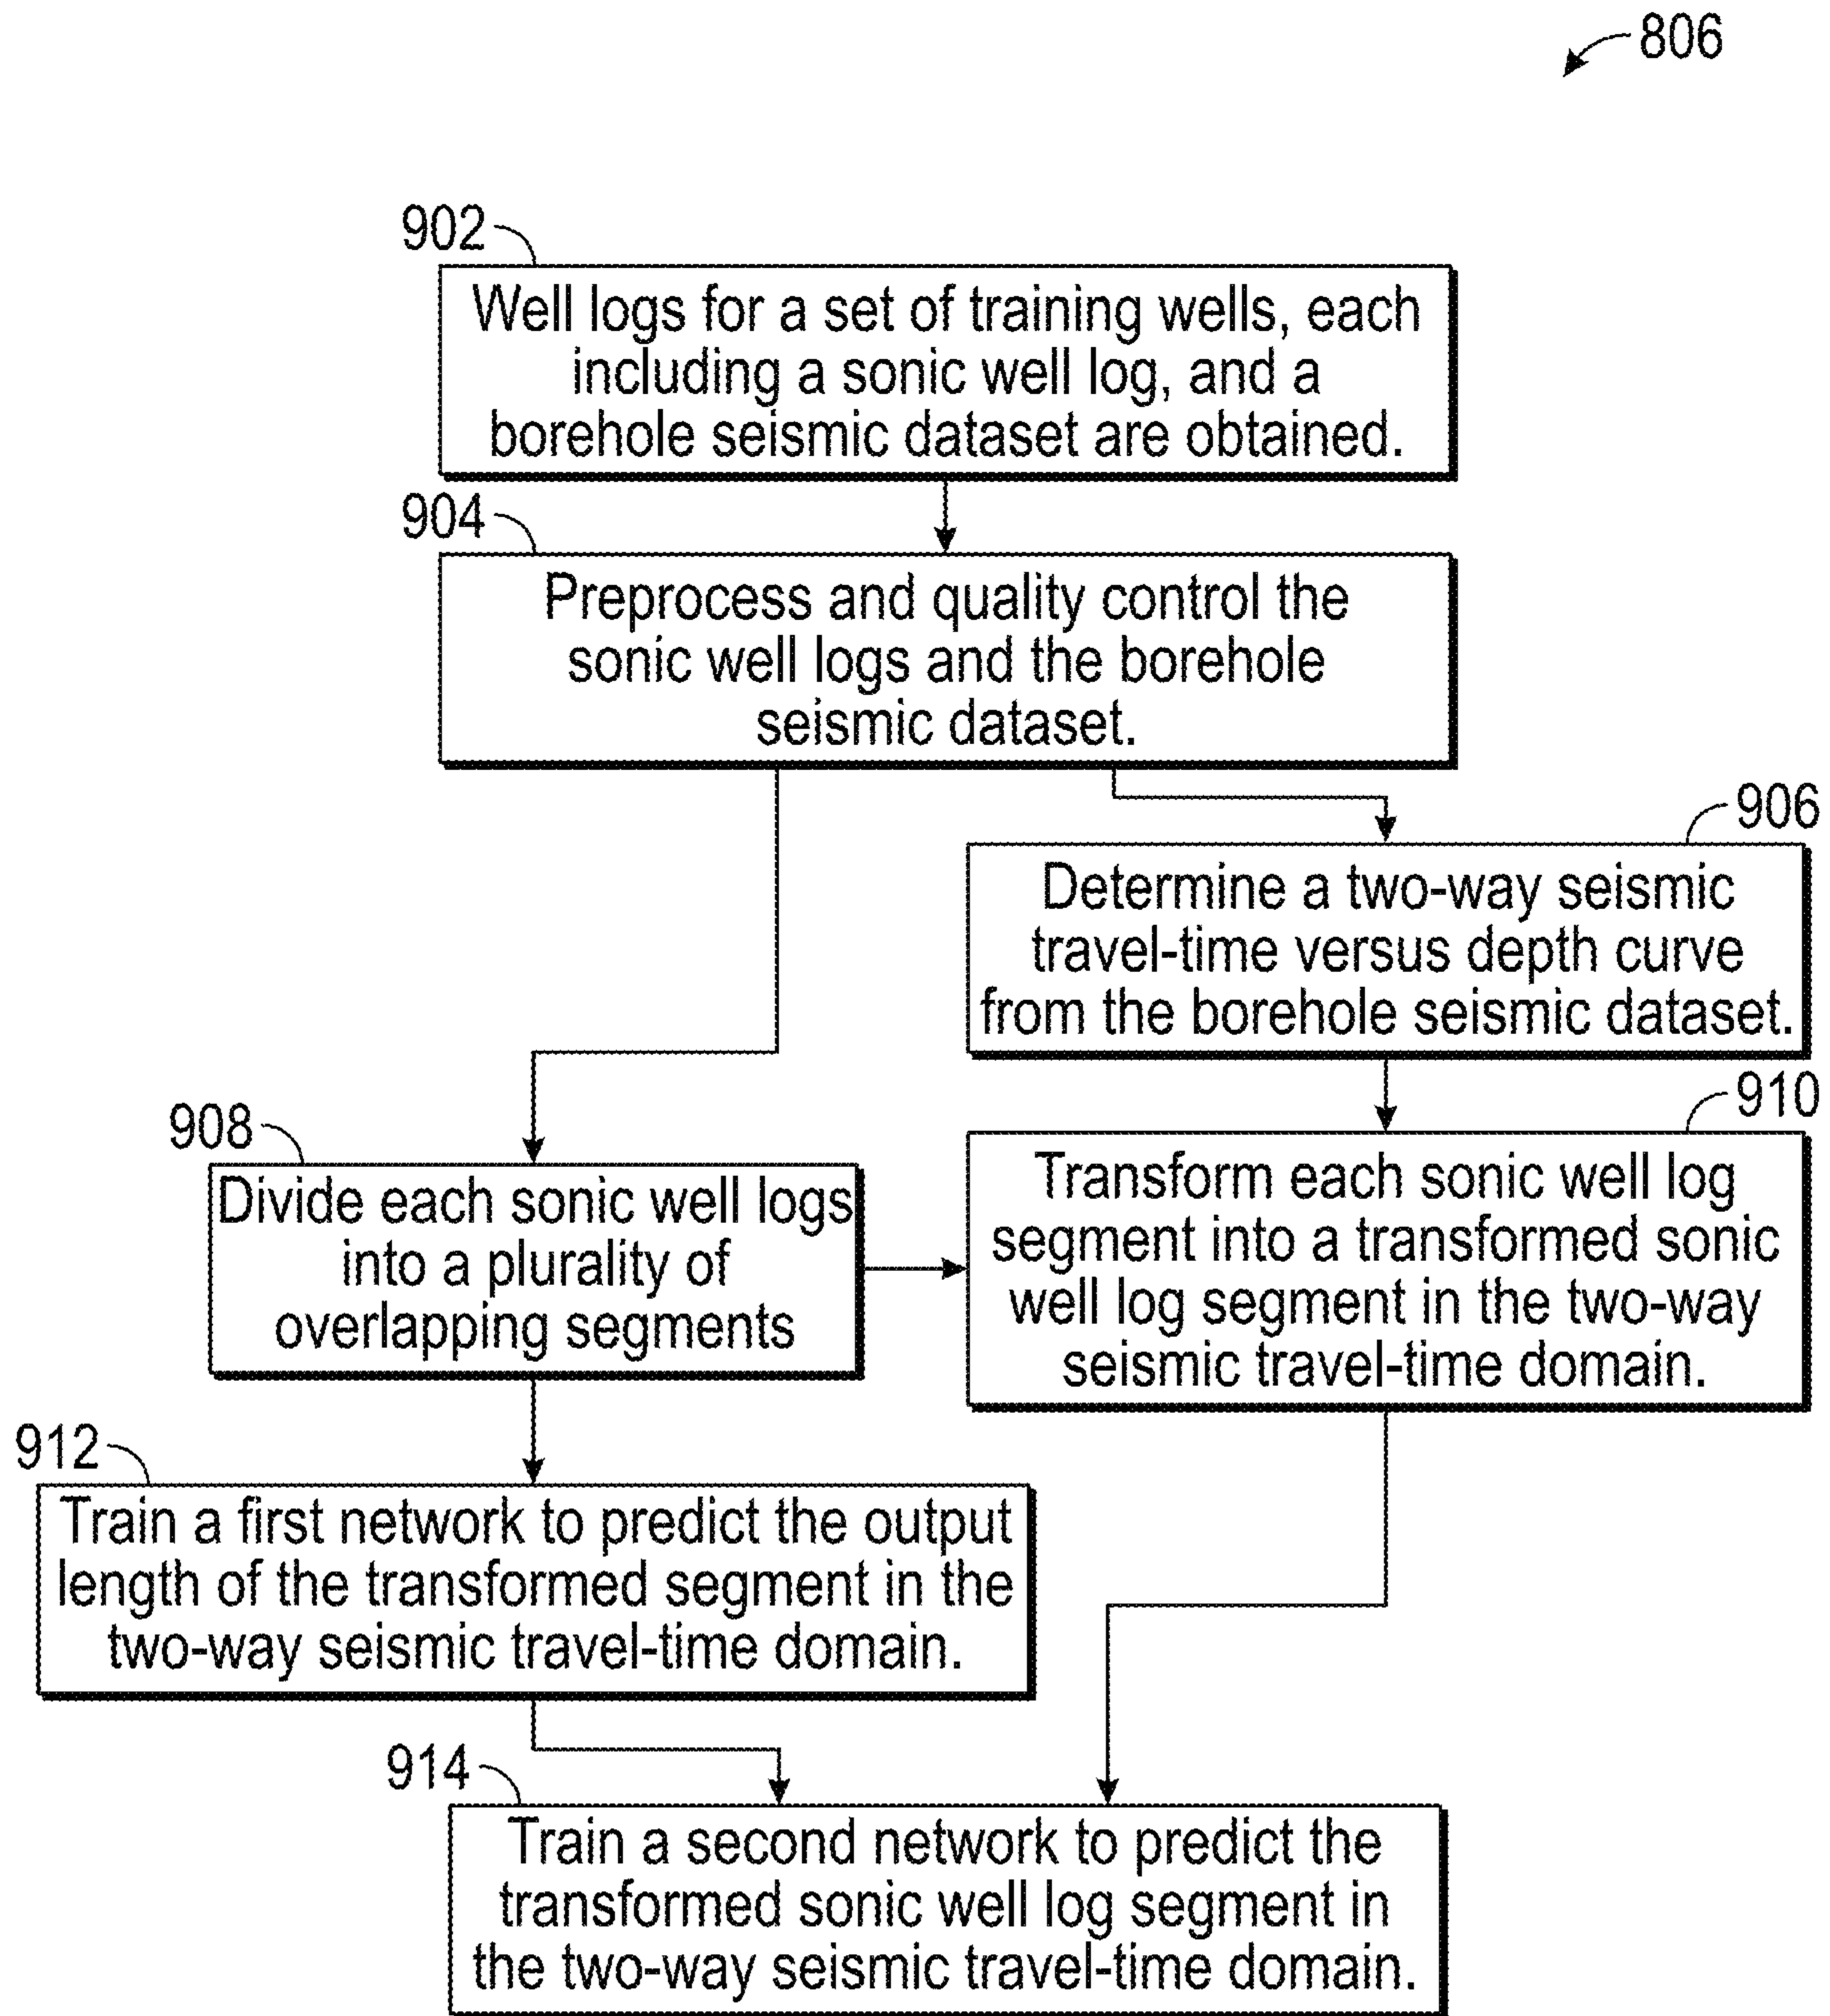 806
902
Well logs for a set of training wells, each
including a sonic well log, and a
borehole seismic dataset are obtained.
904
Preprocess and quality control the
sonic well logs and the borehole
seismic dataset.
906
Determine a two-way seismic
travel-time versus depth curve
from the borehole seismic dataset.
908
Divide each sonic well logs
into a plurality of
overlapping segments
910
Transform each sonic well log
segment into a transformed sonic
well log segment in the two-way
seismic travel-time domain.
912
Train a first network to predict the output
length of the transformed segment in the
two-way seismic travel-time domain.
914
Train a second network to predict the
transformed sonic well log segment in
the two-way seismic travel-time domain.